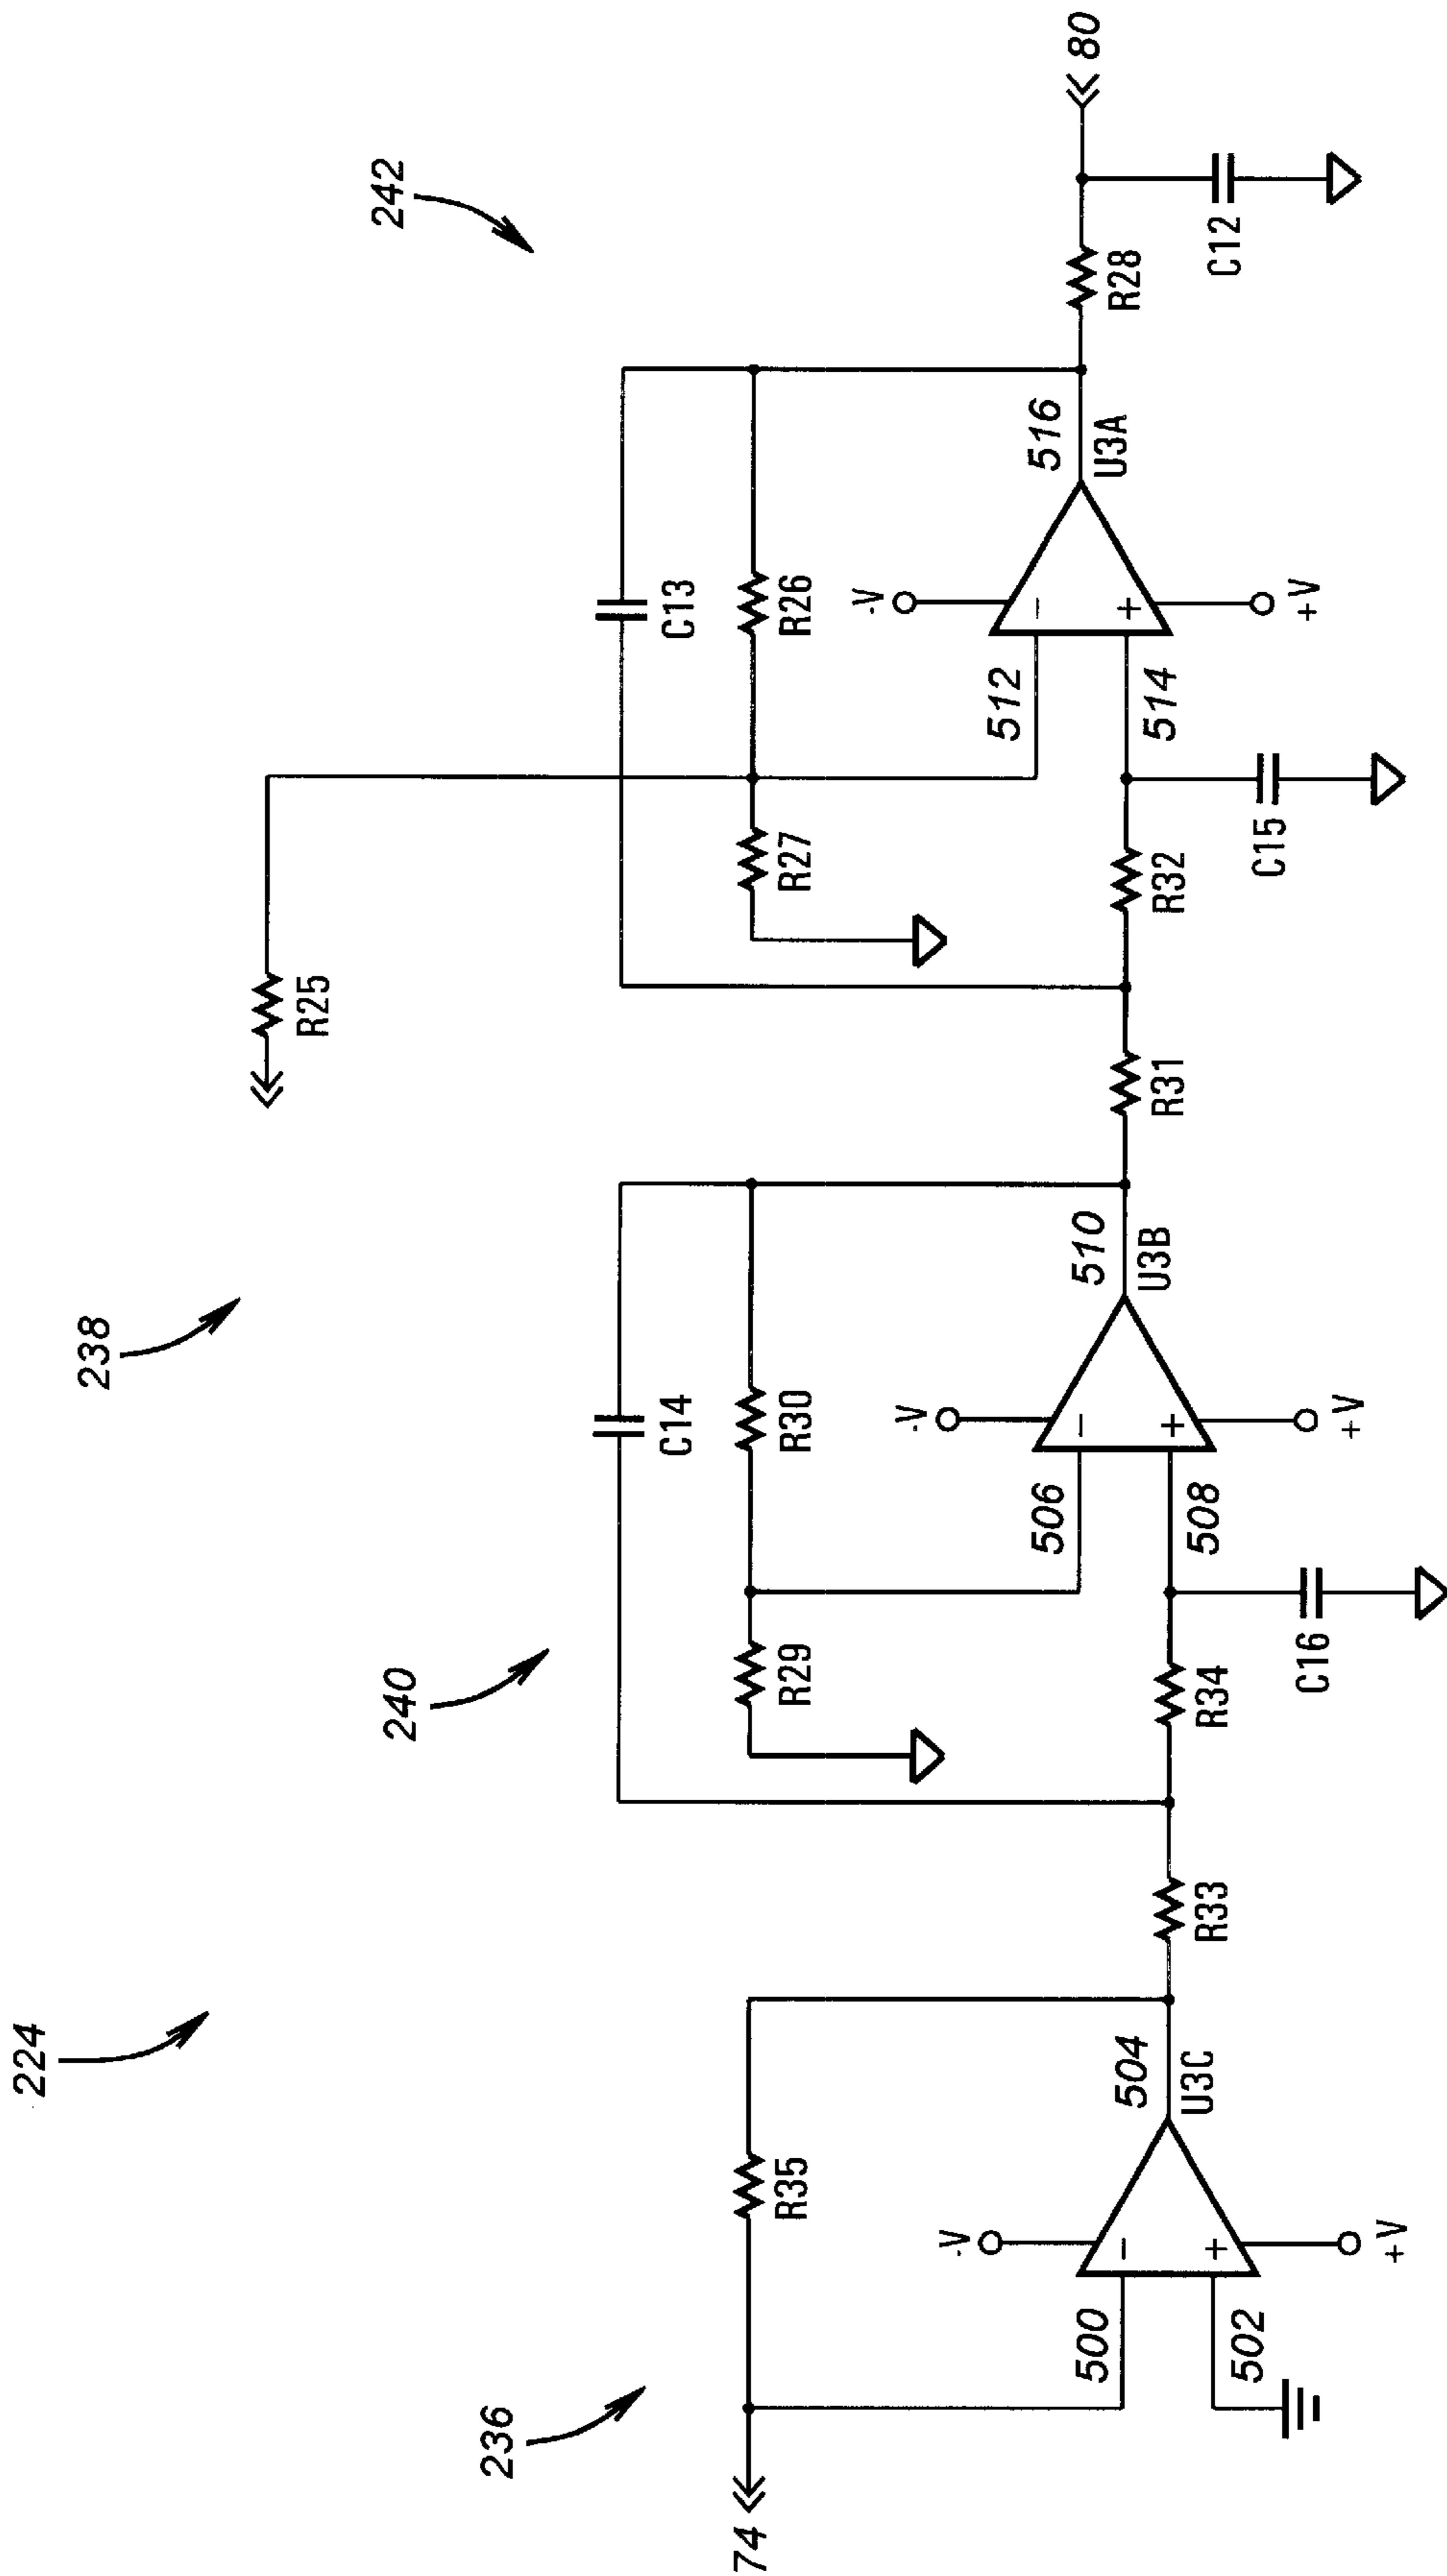 224
238
242
236
240
74
R35
500
502
-V
+V
504
U3C
R33
R34
C16
R29
R30
C14
506
508
-V
+V
510
U3B
R31
R32
C15
R25
R27
R26
C13
512
514
-V
+V
516
U3A
R28
C12
80